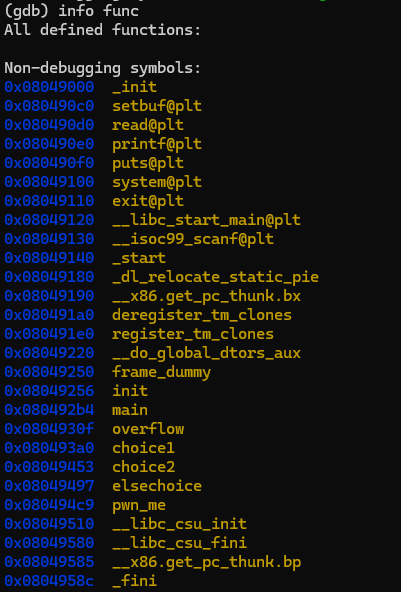 (gdb) info func
All defined functions:

Non-debugging symbols:
0x08049000  _init
0x080490c0  setbuf@plt
0x080490d0  read@plt
0x080490e0  printf@plt
0x080490f0  puts@plt
0x08049100  system@plt
0x08049110  exit@plt
0x08049120  __libc_start_main@plt
0x08049130  __isoc99_scanf@plt
0x08049140  _start
0x08049180  _dl_relocate_static_pie
0x08049190  __x86.get_pc_thunk.bx
0x080491a0  deregister_tm_clones
0x080491e0  register_tm_clones
0x08049220  __do_global_dtors_aux
0x08049250  frame_dummy
0x08049256  init
0x080492b4  main
0x0804930f  overflow
0x080493a0  choice1
0x08049453  choice2
0x08049497  elsechoice
0x080494c9  pwn_me
0x08049510  __libc_csu_init
0x08049580  __libc_csu_fini
0x08049585  __x86.get_pc_thunk.bp
0x0804958c  _fini